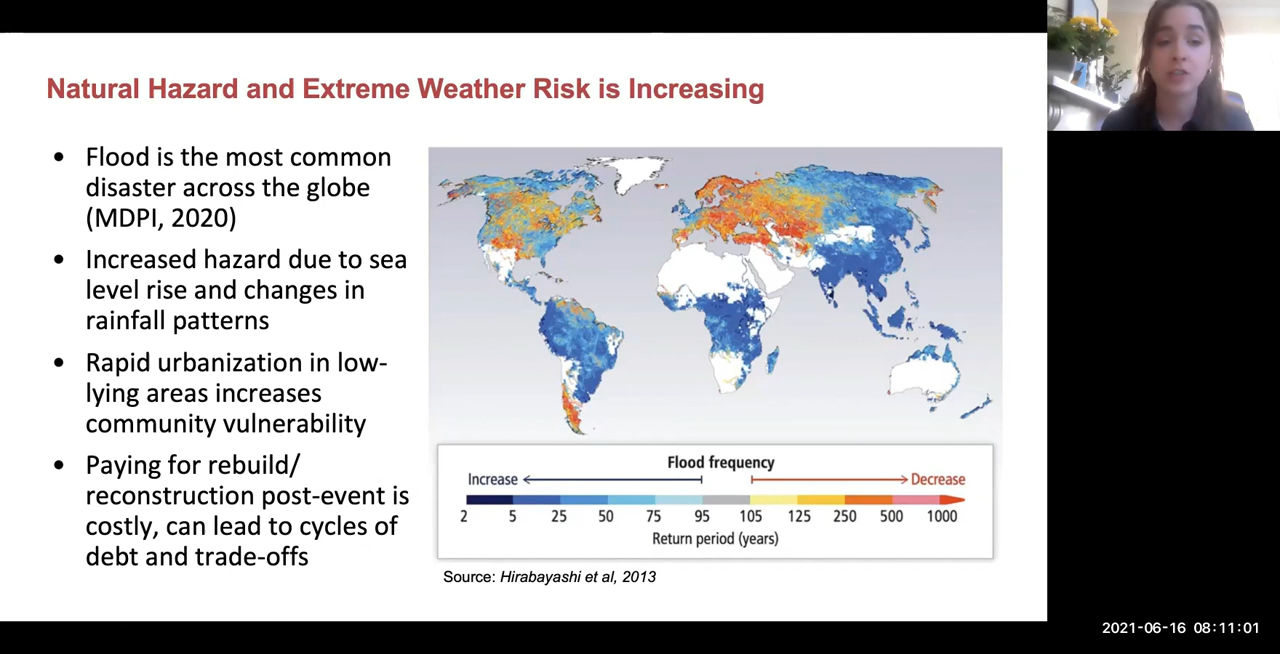 Natural Hazard and Extreme Weather Risk is Increasing
• Flood is the most common
disaster across the globe
(MDPI, 2020)
• Increased hazard due to sea
level rise and changes in
rainfall patterns
• Rapid urbanization in low-
lying areas increases
community vulnerability
• Paying for rebuild/
reconstruction post-event is
costly, can lead to cycles of
debt and trade-offs
Flood frequency
Increase Decrease
2 5 25 50 75 95 105 125 250 500 1000
Return period (years)
Source: Hirabayashi et al, 2013
2021-06-16 08:11:01